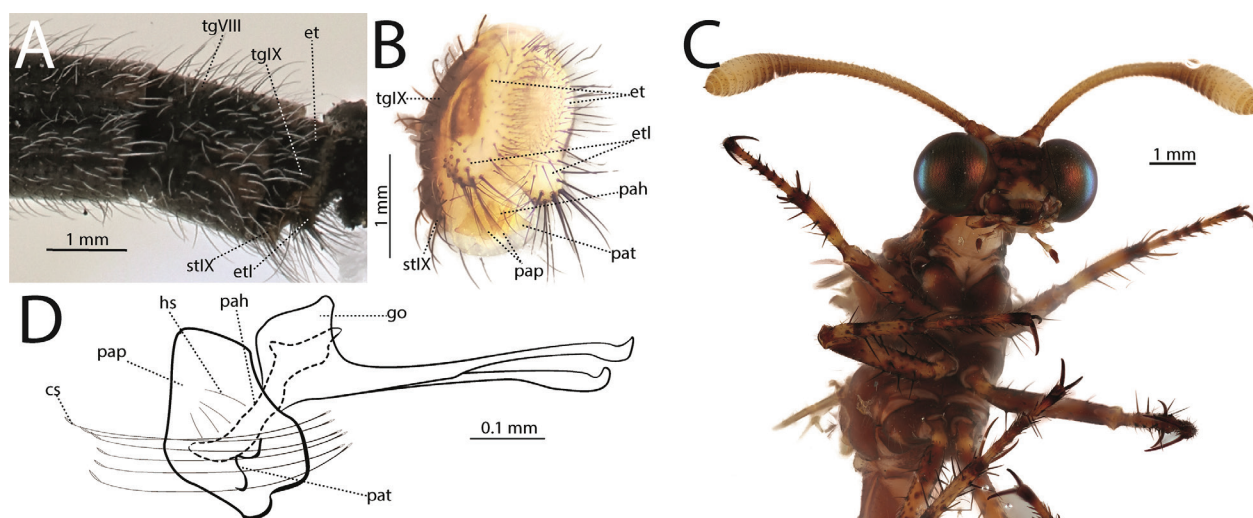 A
tgVIII
tgIX
et
1 mm
stIX
etl
B
tgIX
et
etl
pah
pat
pap
stIX
1 mm
C
1 mm
D
hs
pah
go
pap
cs
0.1 mm
pat